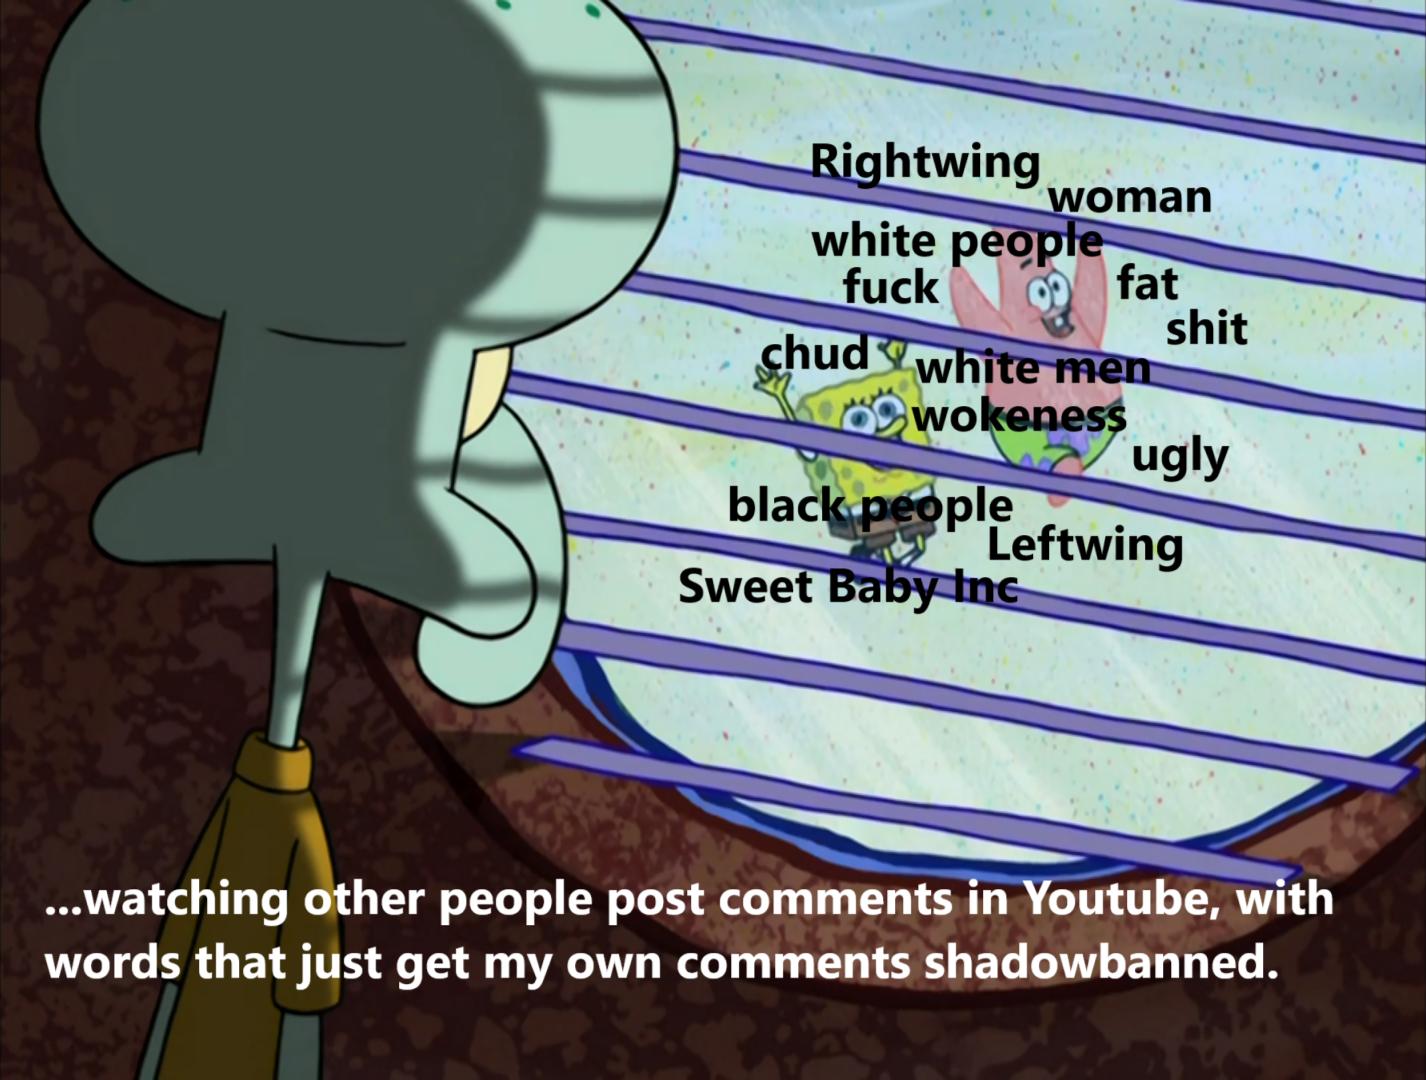 Rightwing
woman
white people
fuck
fat
shit
chud
white men
wokeness
ugly
black people
Leftwing
Sweet Baby Inc
...watching other people post comments in Youtube, with
words that just get my own comments shadowbanned.